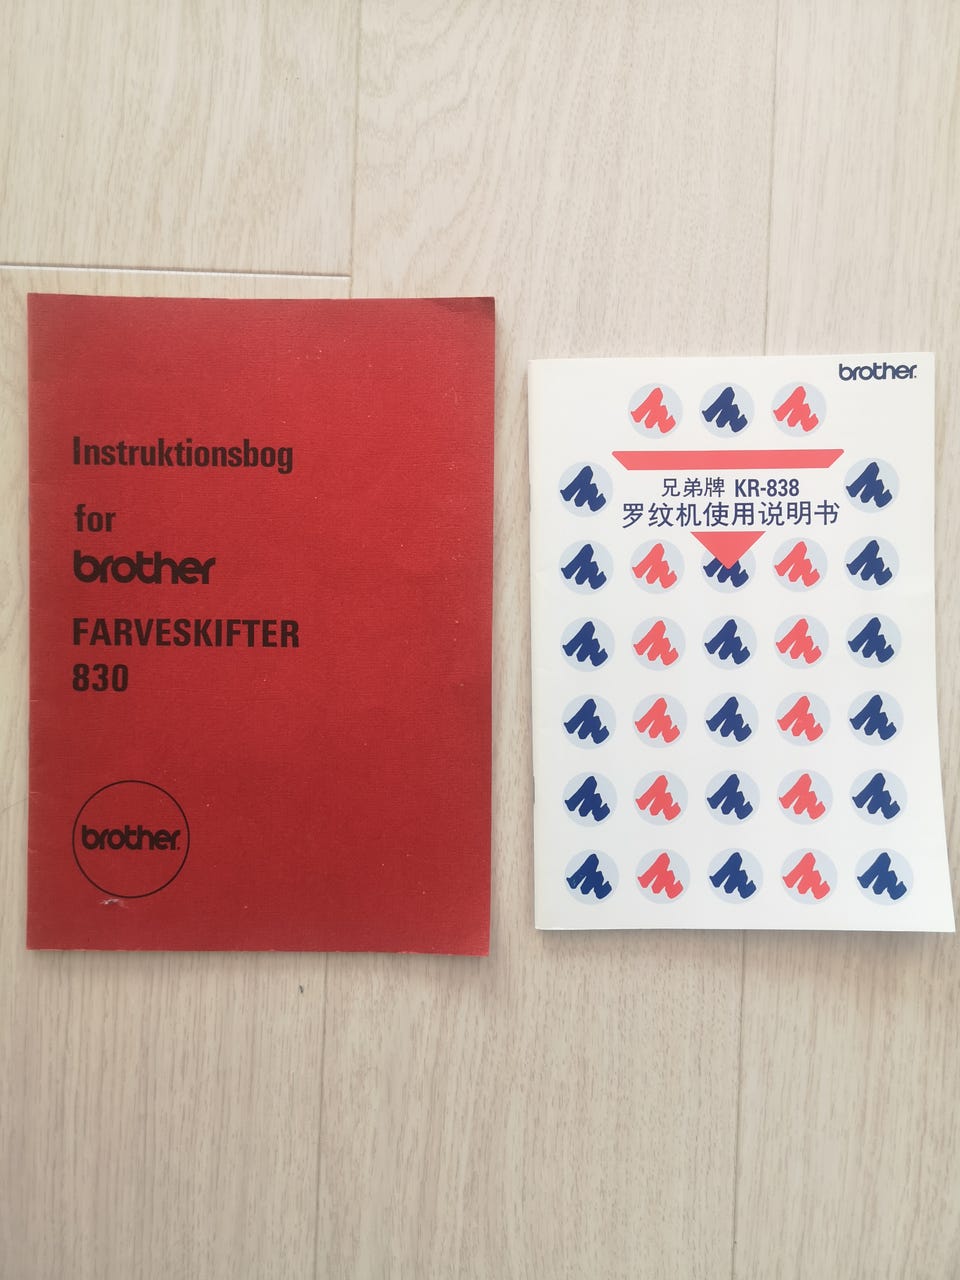 Instruktionsbog
for
brother
FARVESKIFTER
830
brother
brother
兄弟牌 KR-838
罗纹机使用说明书